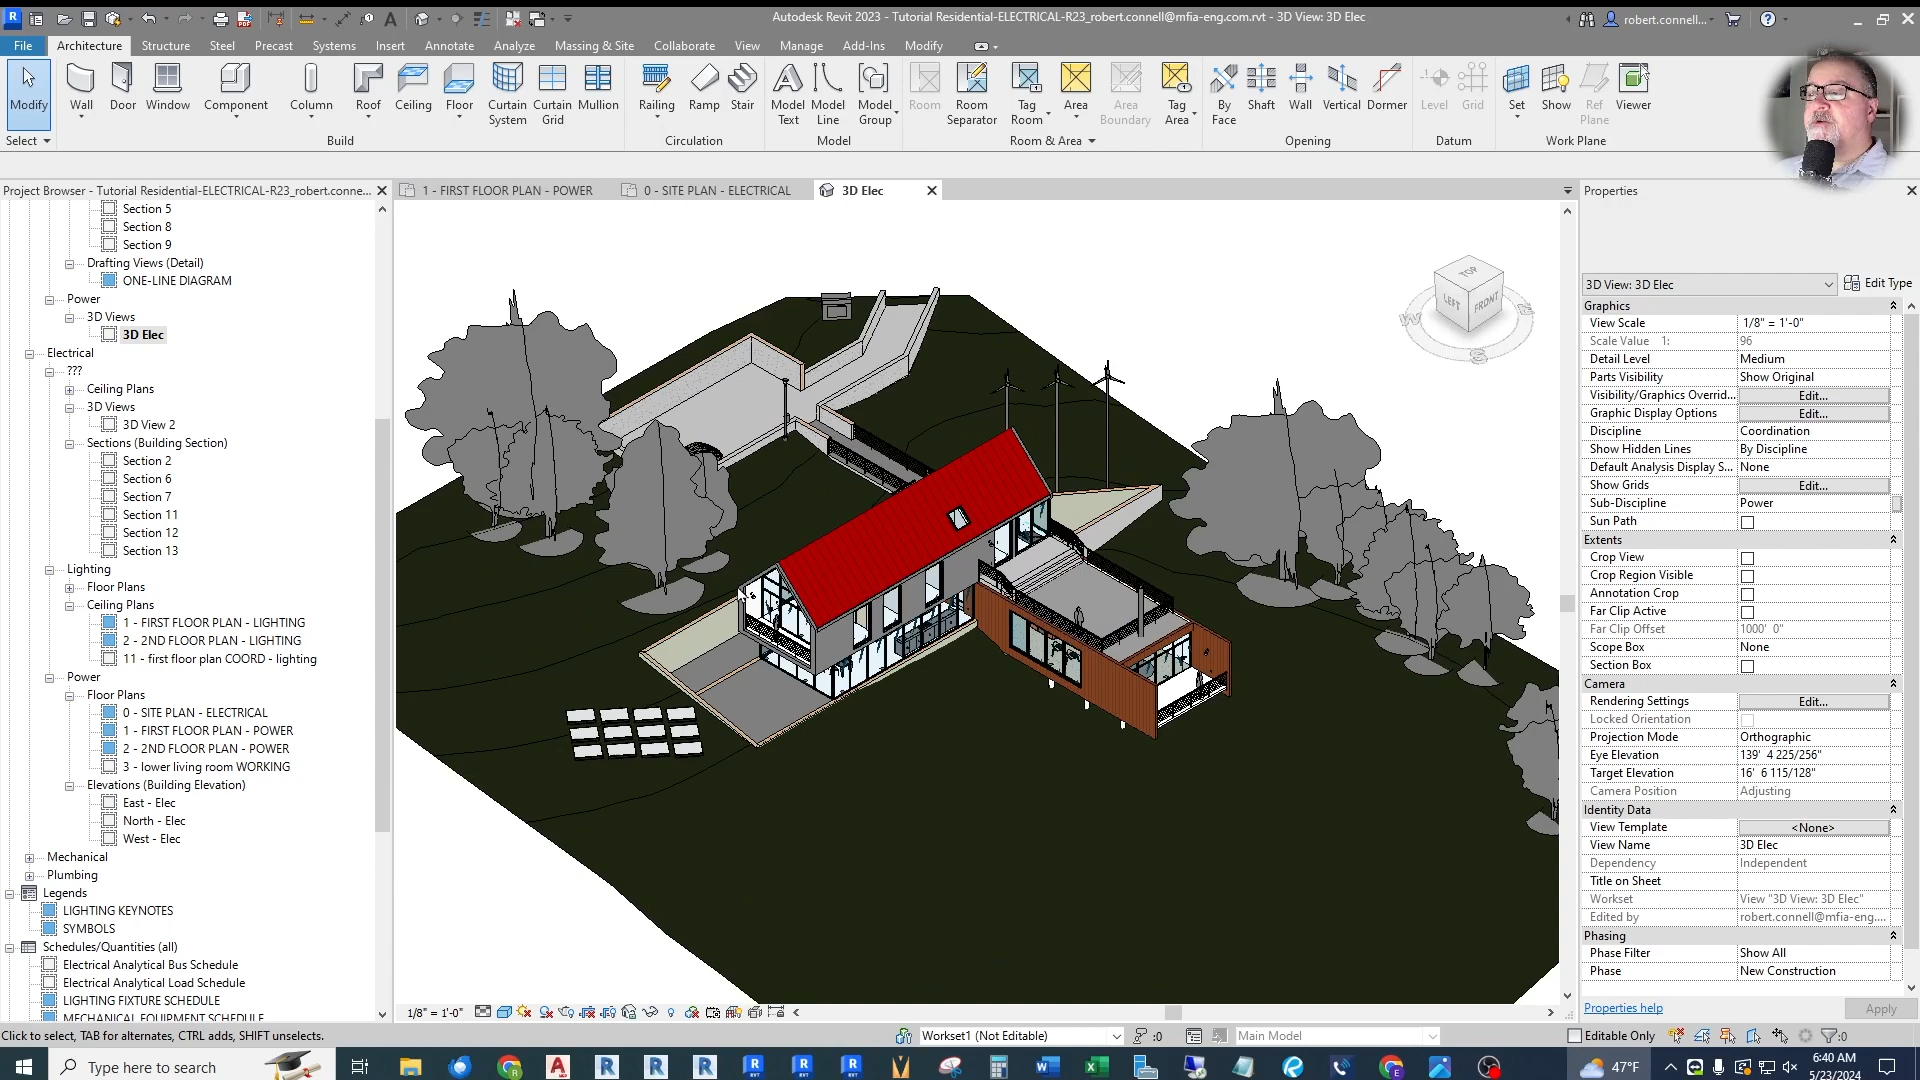 Autodesk Revit 2023 - Tutorial Residential-ELECTRICAL-R23_robert.connell@mfia-eng.com.rvt - 3D View: 3D Elec
robert.connell...
File Architecture Structure Steel Precast Systems Insert Annotate Analyze Massing & Site Collaborate View Manage Add-Ins Modify
Modify Wall Door Window Component Column Roof Ceiling Floor Curtain System Curtain Grid Mullion Railing Ramp Stair Model Text Model Line Model Group Room Room Separator Tag Room Area Area Boundary Tag Area By Face Shaft Wall Vertical Dormer Level Grid Set Show Ref Plane Viewer
Select Build Circulation Model Room & Area Opening Datum Work Plane
Project Browser - Tutorial Residential-ELECTRICAL-R23_robert.conne...
1 - FIRST FLOOR PLAN - POWER
0 - SITE PLAN - ELECTRICAL
3D Elec
Properties
Section 5
Section 8
Section 9
Drafting Views (Detail)
ONE-LINE DIAGRAM
Power
3D Views
3D Elec
Electrical
???
Ceiling Plans
3D Views
3D View 2
Sections (Building Section)
Section 2
Section 6
Section 7
Section 11
Section 12
Section 13
Lighting
Floor Plans
Ceiling Plans
1 - FIRST FLOOR PLAN - LIGHTING
2 - 2ND FLOOR PLAN - LIGHTING
11 - first floor plan COORD - lighting
Power
Floor Plans
0 - SITE PLAN - ELECTRICAL
1 - FIRST FLOOR PLAN - POWER
2 - 2ND FLOOR PLAN - POWER
3 - lower living room WORKING
Elevations (Building Elevation)
East - Elec
North - Elec
West - Elec
Mechanical
Plumbing
Legends
LIGHTING KEYNOTES
SYMBOLS
Schedules/Quantities (all)
Electrical Analytical Bus Schedule
Electrical Analytical Load Schedule
LIGHTING FIXTURE SCHEDULE
MECHANICAL EQUIPMENT SCHEDULE
TOP
LEFT FRONT
W S E
3D View: 3D Elec Edit Type
Graphics
View Scale 1/8" = 1'-0"
Scale Value 1: 96
Detail Level Medium
Parts Visibility Show Original
Visibility/Graphics Overrid... Edit...
Graphic Display Options Edit...
Discipline Coordination
Show Hidden Lines By Discipline
Default Analysis Display S... None
Show Grids Edit...
Sub-Discipline Power
Sun Path
Extents
Crop View
Crop Region Visible
Annotation Crop
Far Clip Active
Far Clip Offset 1000' 0"
Scope Box None
Section Box
Camera
Rendering Settings Edit...
Locked Orientation
Projection Mode Orthographic
Eye Elevation 139' 4 225/256"
Target Elevation 16' 6 115/128"
Camera Position Adjusting
Identity Data
View Template <None>
View Name 3D Elec
Dependency Independent
Title on Sheet
Workset View "3D View: 3D Elec"
Edited by robert.connell@mfia-eng....
Phasing
Phase Filter Show All
Phase New Construction
Properties help Apply
1/8" = 1'-0"
Click to select, TAB for alternates, CTRL adds, SHIFT unselects.
Workset1 (Not Editable) :0 Main Model Editable Only :0
Type here to search
47°F
6:40 AM
5/23/2024